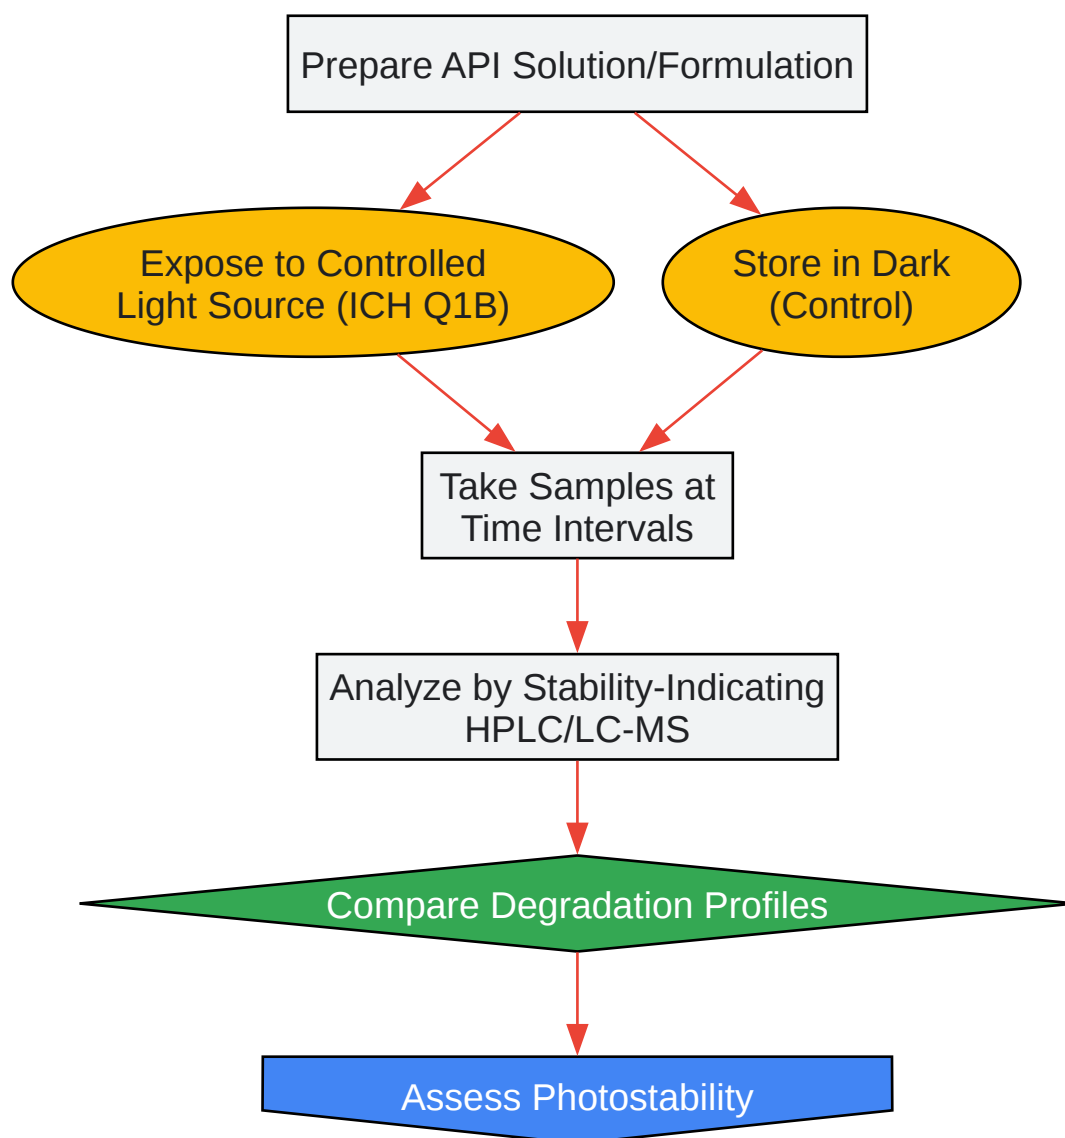 Prepare API Solution/Formulation
Expose to Controlled
Light Source (ICH Q1B)
Store in Dark
(Control)
Take Samples at
Time Intervals
Analyze by Stability-Indicating
HPLC/LC-MS
Compare Degradation Profiles
Assess Photostability